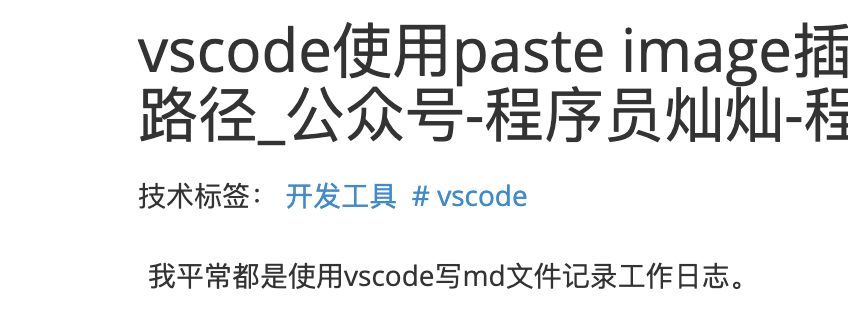 vscode使用paste image插
路径_公众号-程序员灿灿-程
技术标签： 开发工具 # vscode
我平常都是使用vscode写md文件记录工作日志。